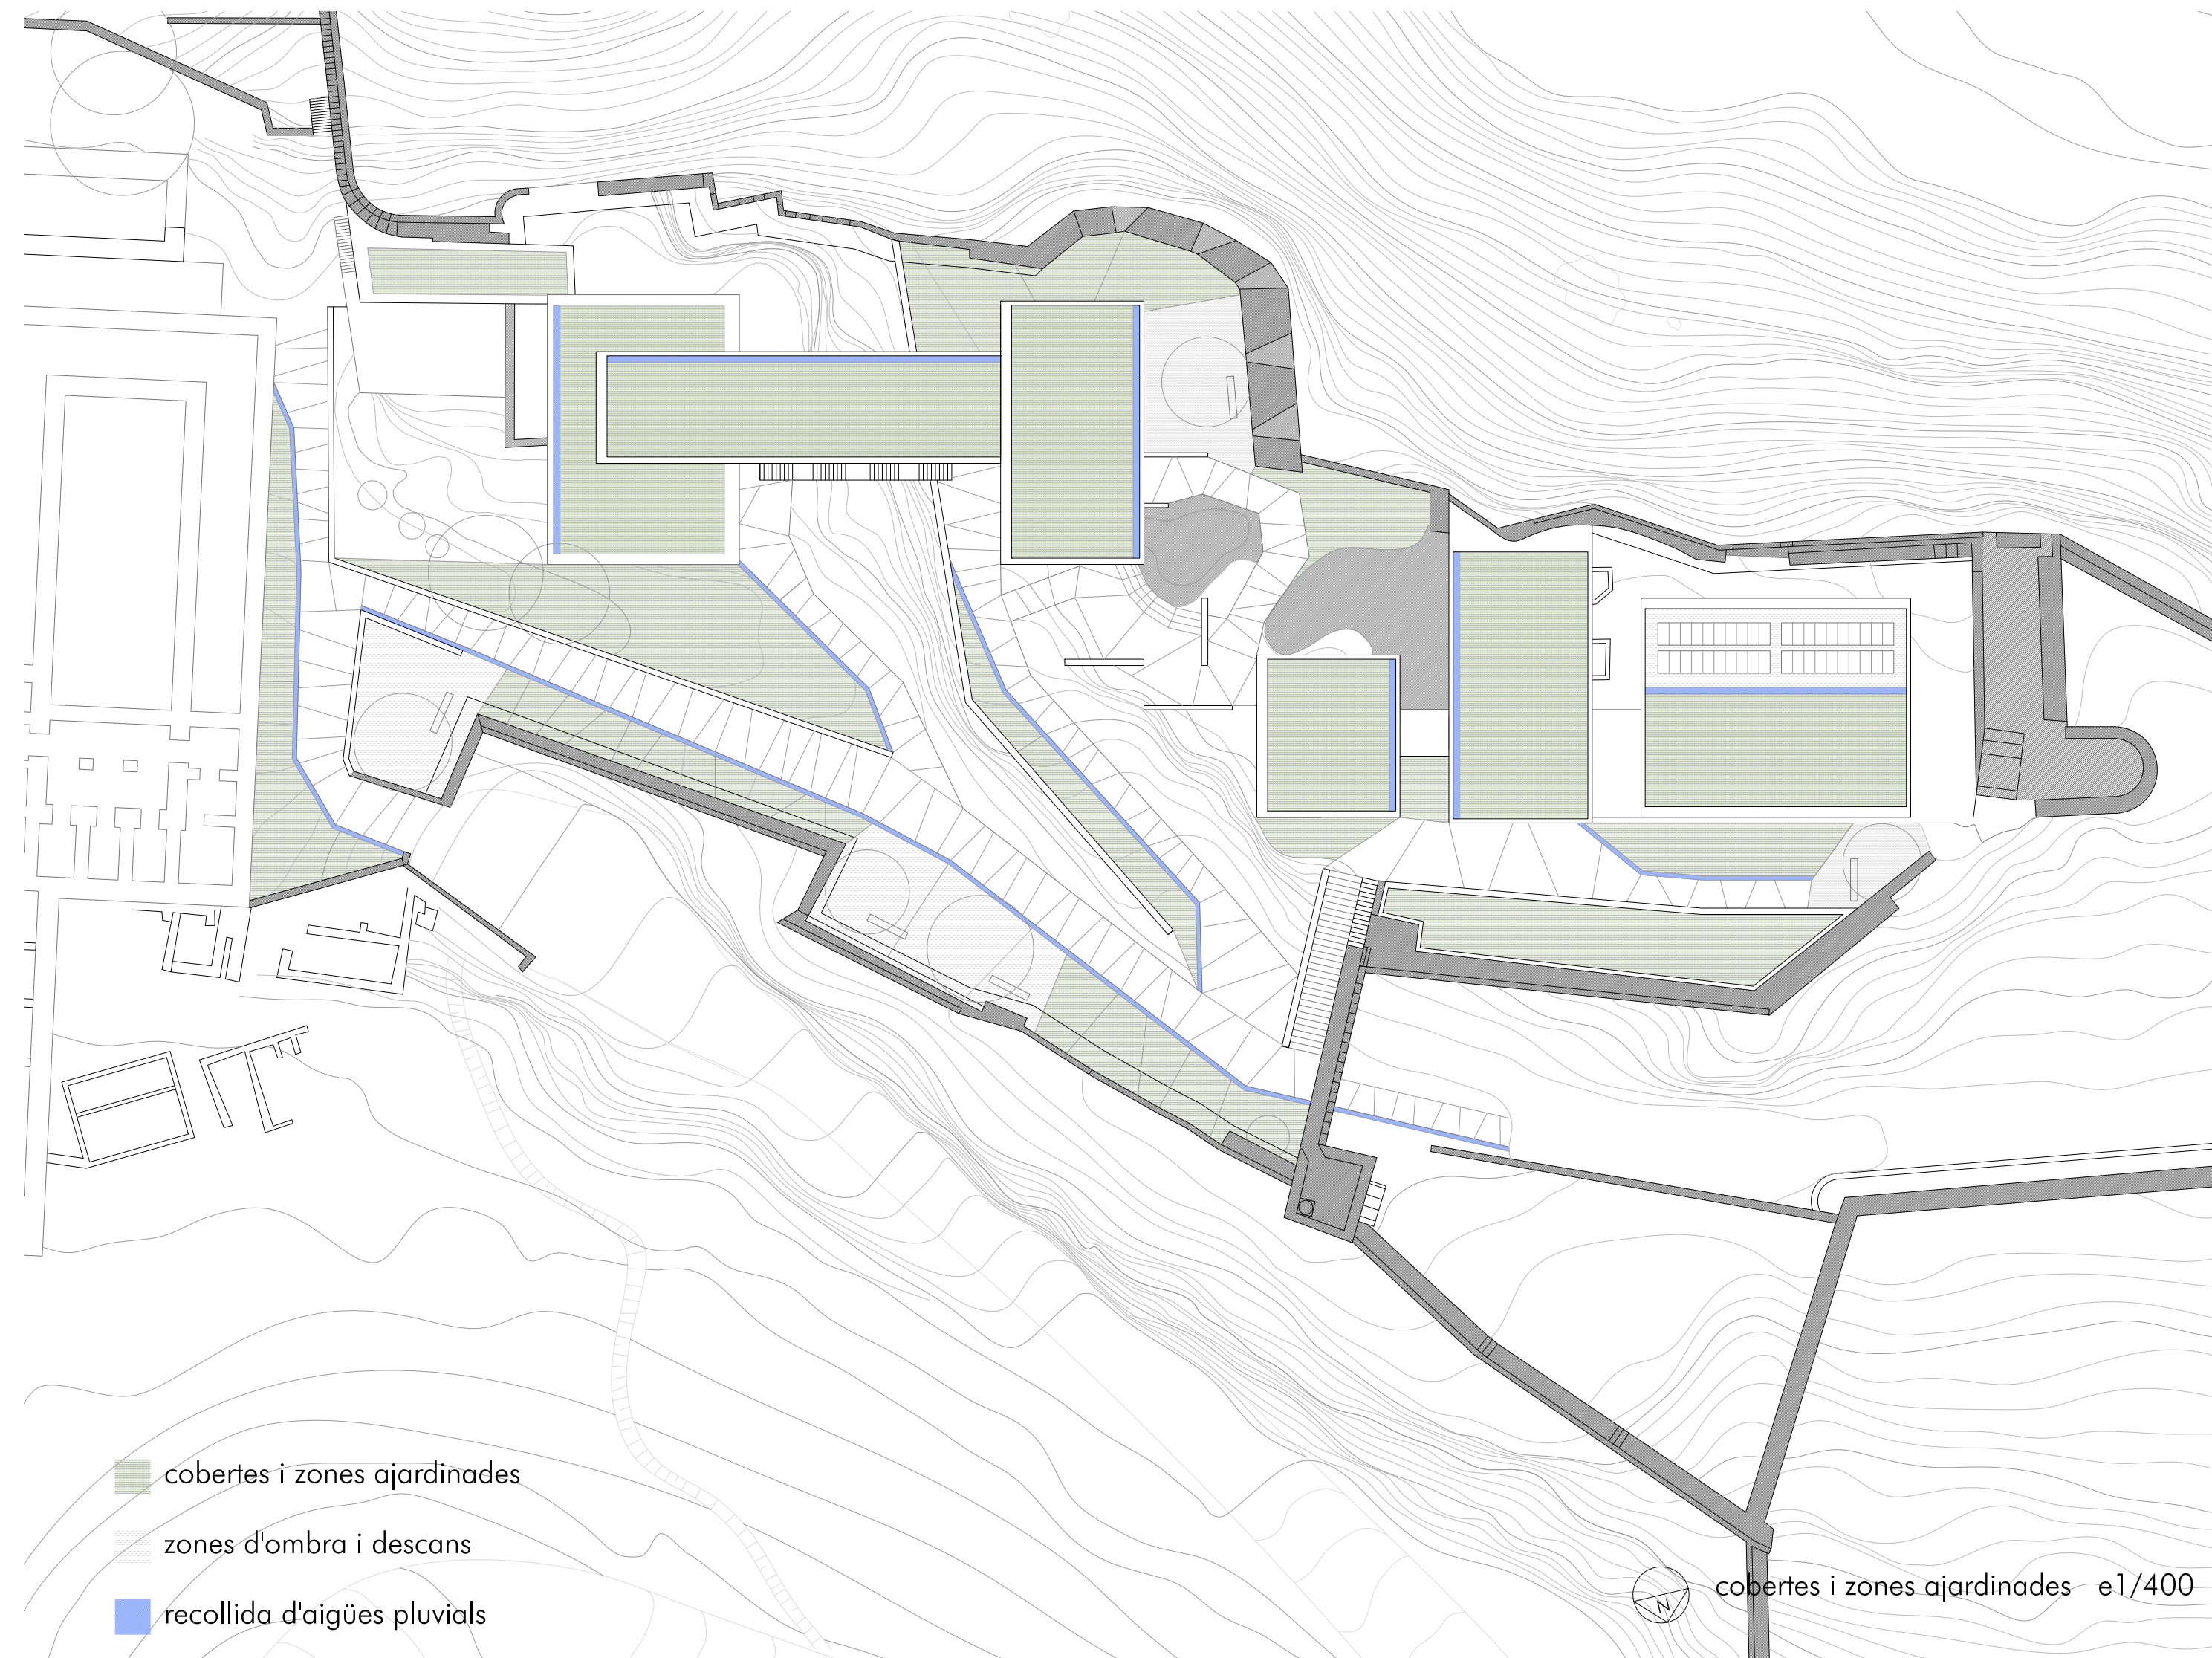 cobertes i zones ajardinades
zones d'ombra i descans
recollida d'aigües pluvials
N
cobertes i zones ajardinades e1/400